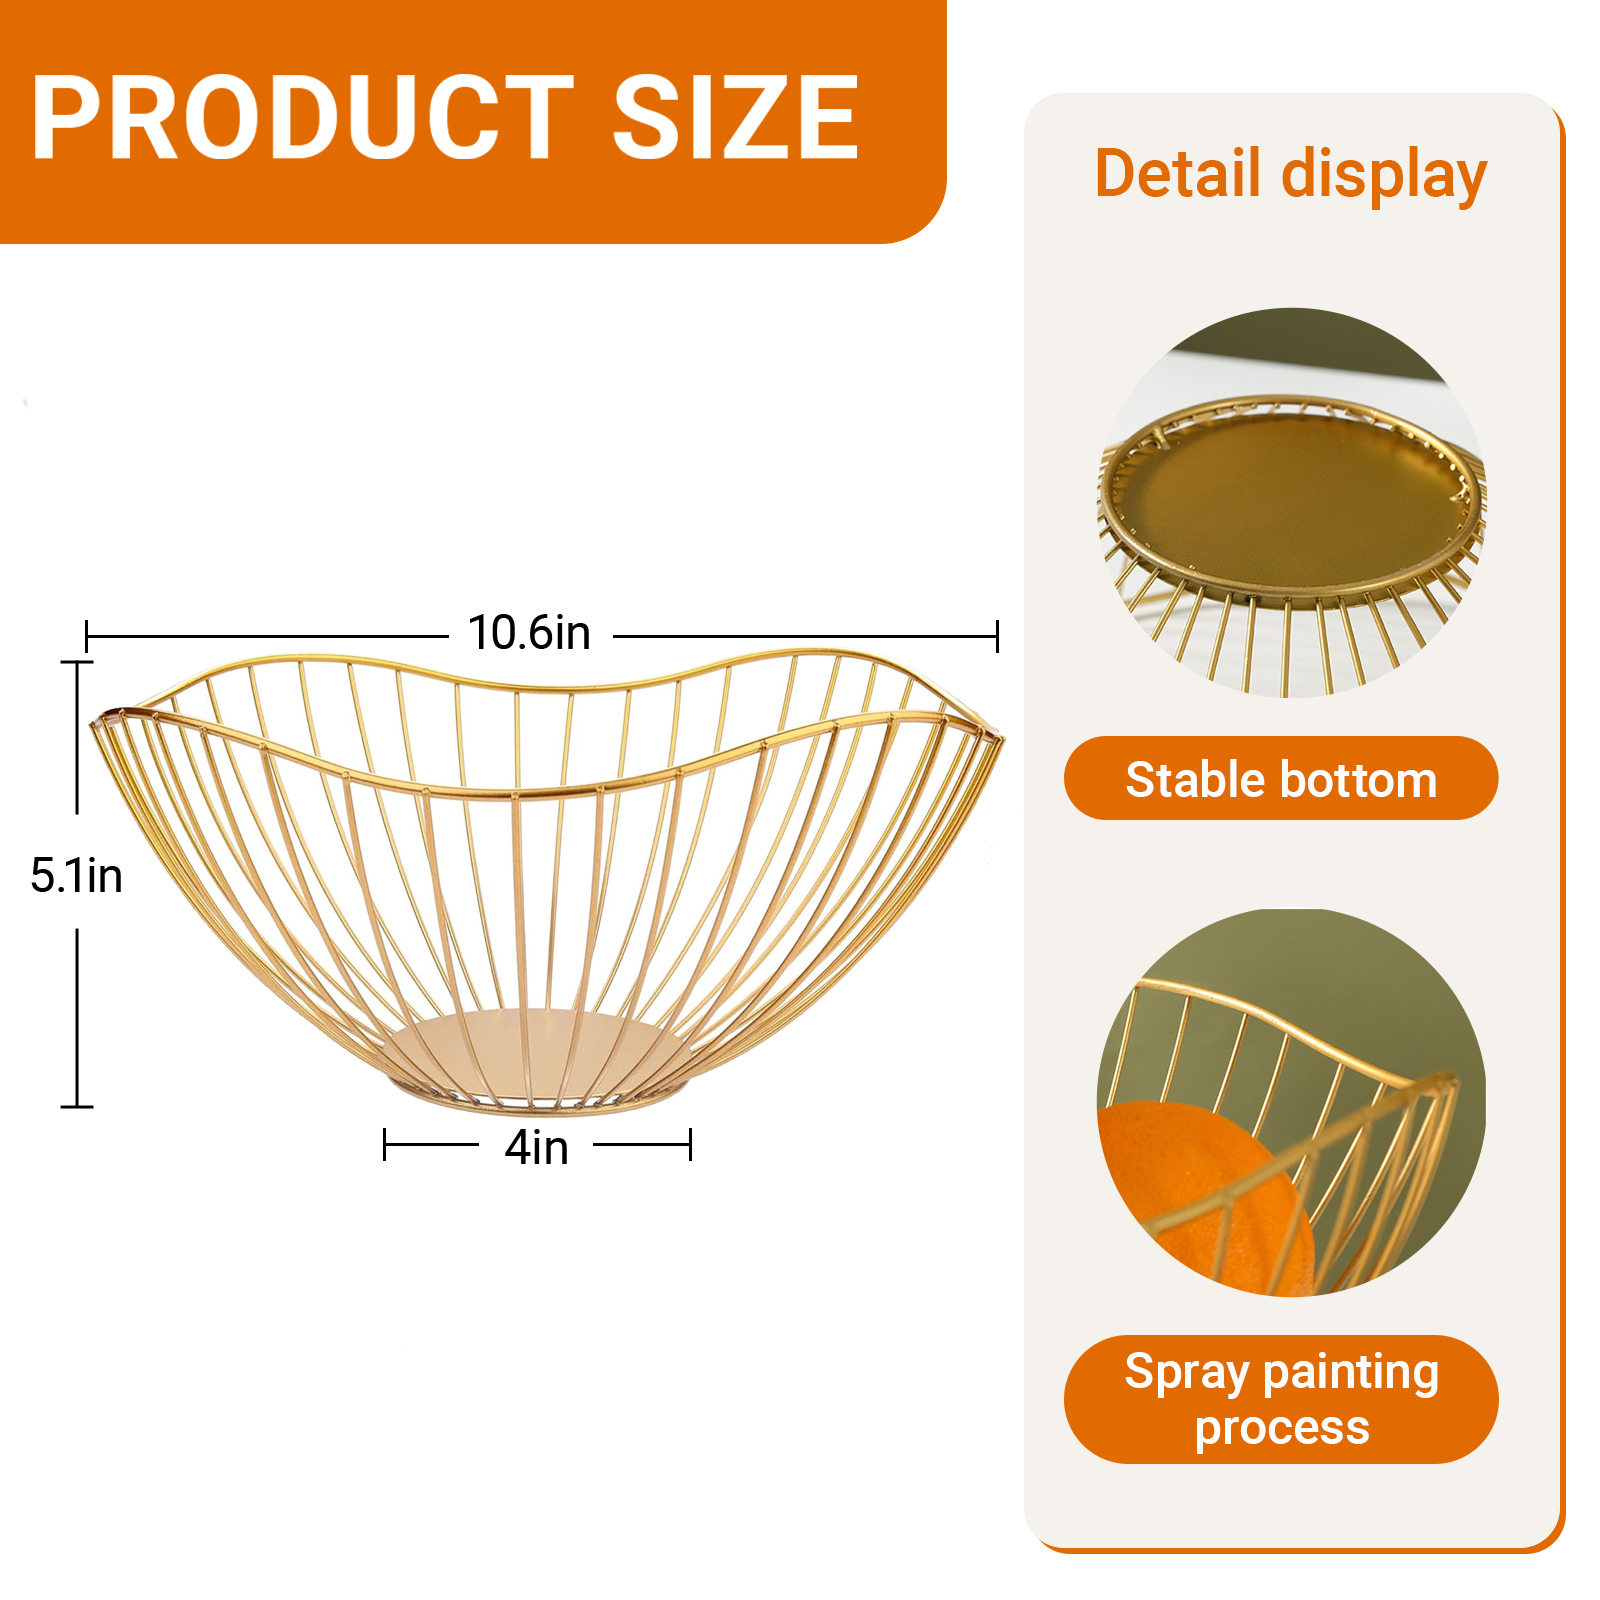 PRODUCT SIZE
Detail display
10.6in
5.1in
4in
Stable bottom
Spray painting
process